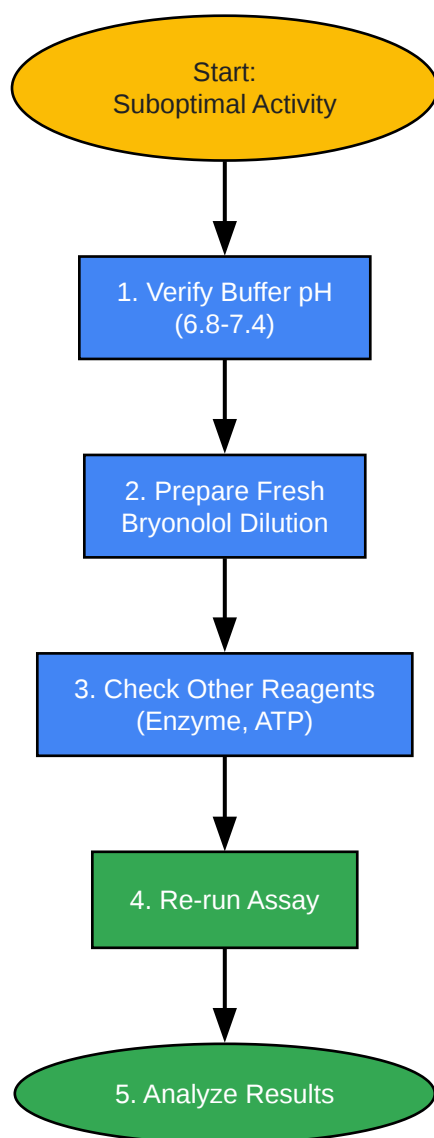 Start:
Suboptimal Activity
1. Verify Buffer pH
(6.8-7.4)
2. Prepare Fresh
Bryonolol Dilution
3. Check Other Reagents
(Enzyme, ATP)
4. Re-run Assay
5. Analyze Results